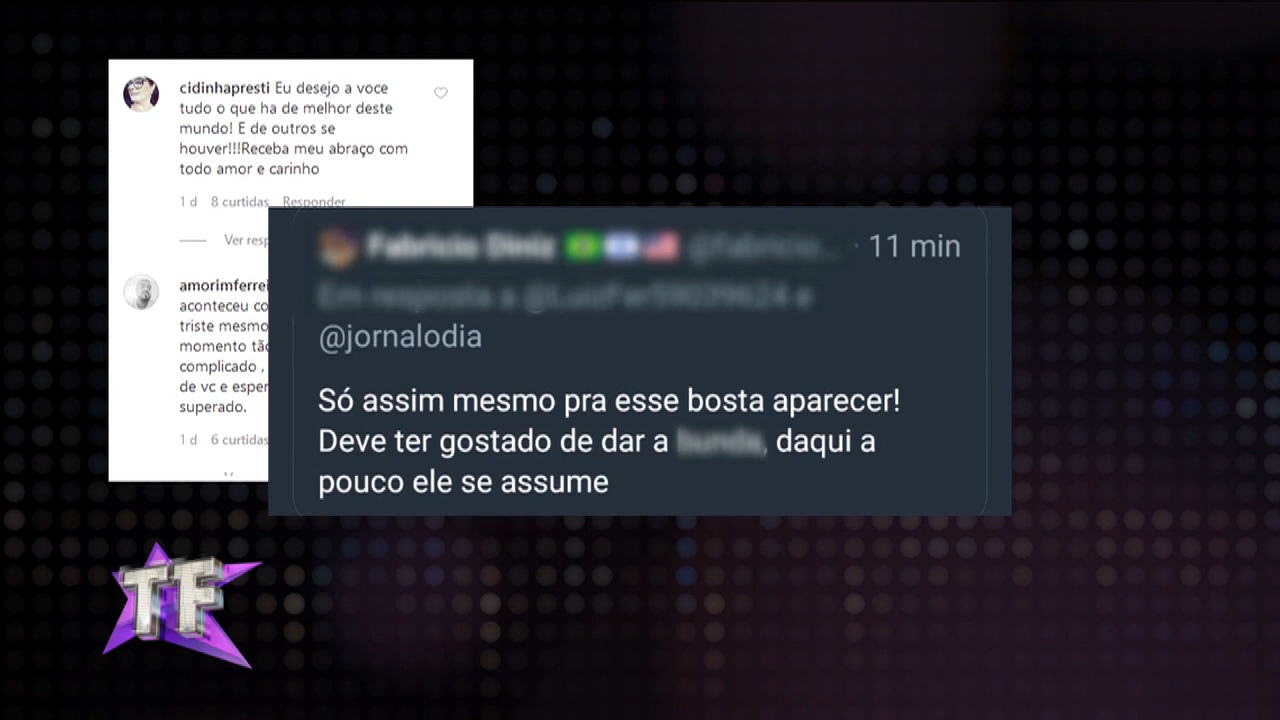 cidinhapresti Eu desejo a voce
tudo o que ha de melhor deste
mundo! E de outros se
houver!!!Receba meu abraço com
todo amor e carinho
1 d 8 curtidas Responder
Ver resp
amorimferrei
aconteceu co
triste mesmo
momento tão
complicado ,
de vc e esper
superado.
1 d 6 curtidas
· 11 min
@jornalodia
Só assim mesmo pra esse bosta aparecer!
Deve ter gostado de dar a , daqui a
pouco ele se assume
TF